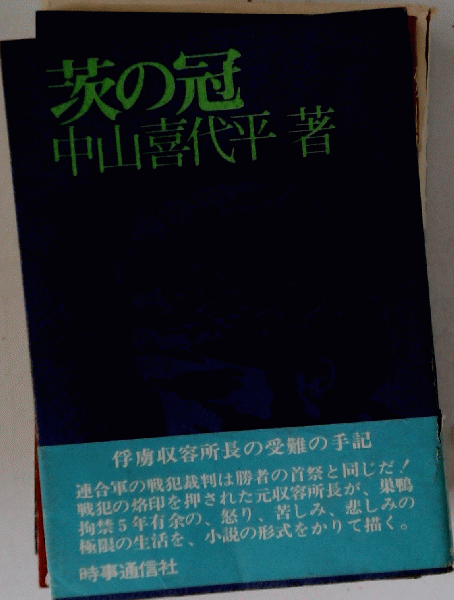 茨の冠
中山喜代平 著
俘虜収容所長の受難の手記
連合軍の戦犯裁判は勝者の首祭と同じだ！
戦犯の烙印を押された元収容所長が、巣鴨
拘禁5年有余の、怒り、苦しみ、悲しみの
極限の生活を、小説の形式をかりて描く。
時事通信社